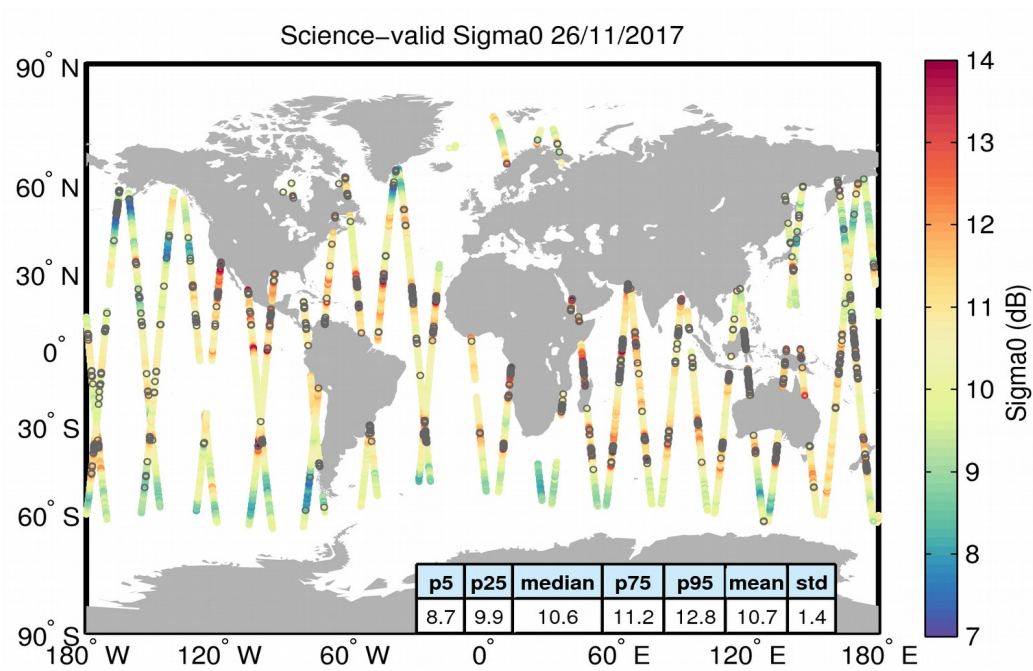 Science−valid Sigma0 26/11/2017
90° N
60° N
30° N
0°
30° S
60° S
90° S
180° W
120° W
60° W
0°
60° E
120° E
180° E
p5 p25 median p75 p95 mean std
8.7 9.9 10.6 11.2 12.8 10.7 1.4
14
13
12
11
10
9
8
7
Sigma0 (dB)